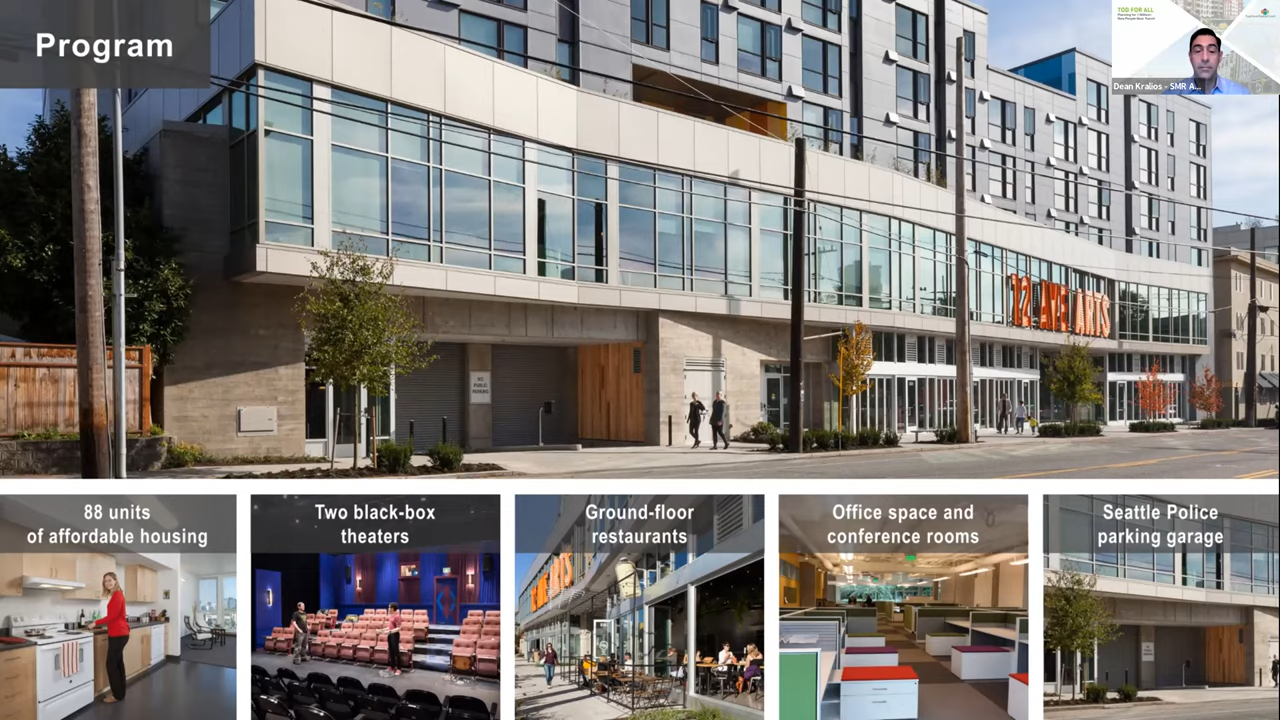 Program
TOD FOR ALL
Dean Kralios - SMR A...
12 AVE ARTS
NO
PUBLIC
PARKING
88 units
of affordable housing
Two black-box
theaters
Ground-floor
restaurants
Office space and
conference rooms
Seattle Police
parking garage